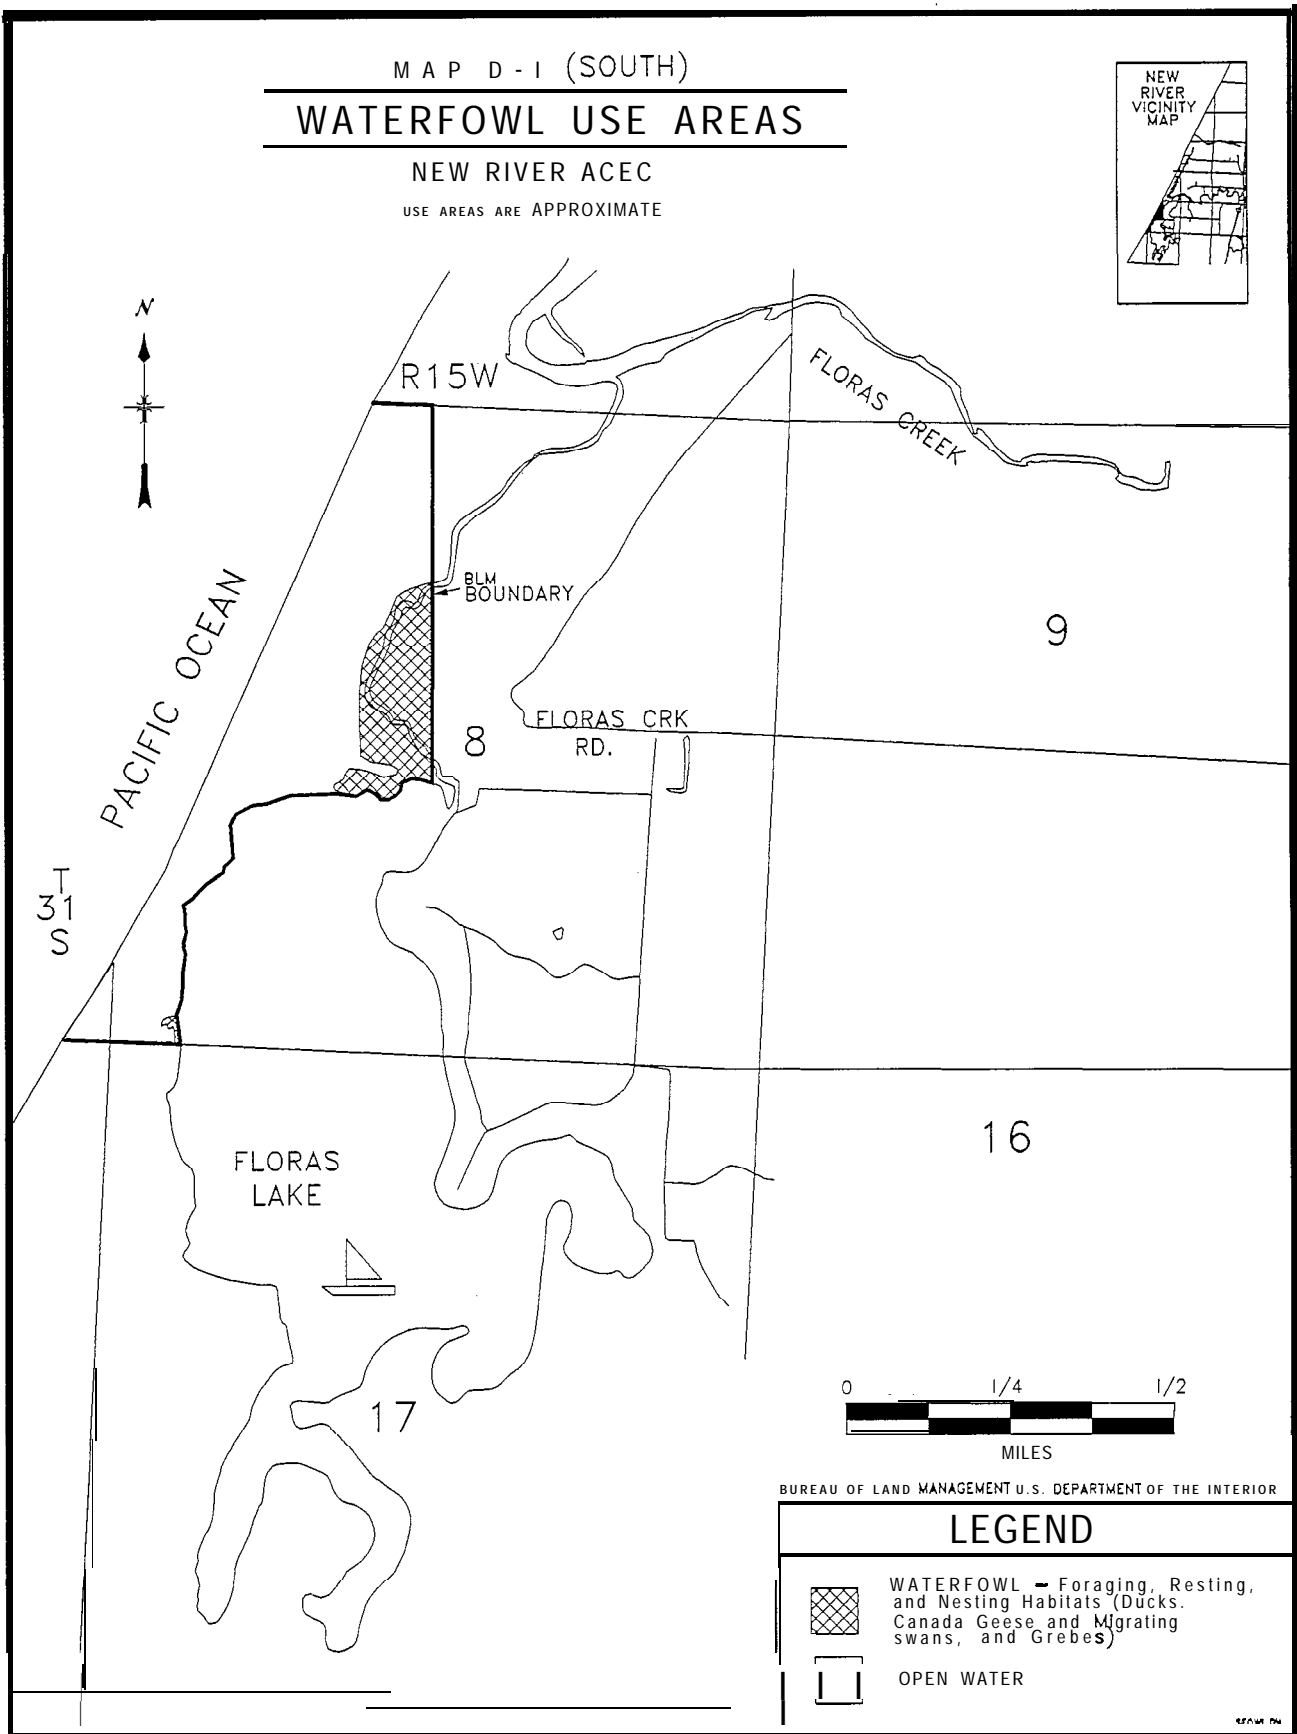 MAP D-1 (SOUTH)
WATERFOWL USE AREAS
NEW RIVER ACEC
USE AREAS ARE APPROXIMATE
NEW
RIVER
VICINITY
MAP
N
R15W
FLORAS CREEK
BLM
BOUNDARY
PACIFIC OCEAN
9
8
FLORAS CRK
RD.
T
31
S
16
FLORAS
LAKE
17
0 1/4 1/2
MILES
BUREAU OF LAND MANAGEMENT U.S. DEPARTMENT OF THE INTERIOR
LEGEND
WATERFOWL – Foraging, Resting,
and Nesting Habitats (Ducks.
Canada Geese and Migrating
swans, and Grebes)
OPEN WATER